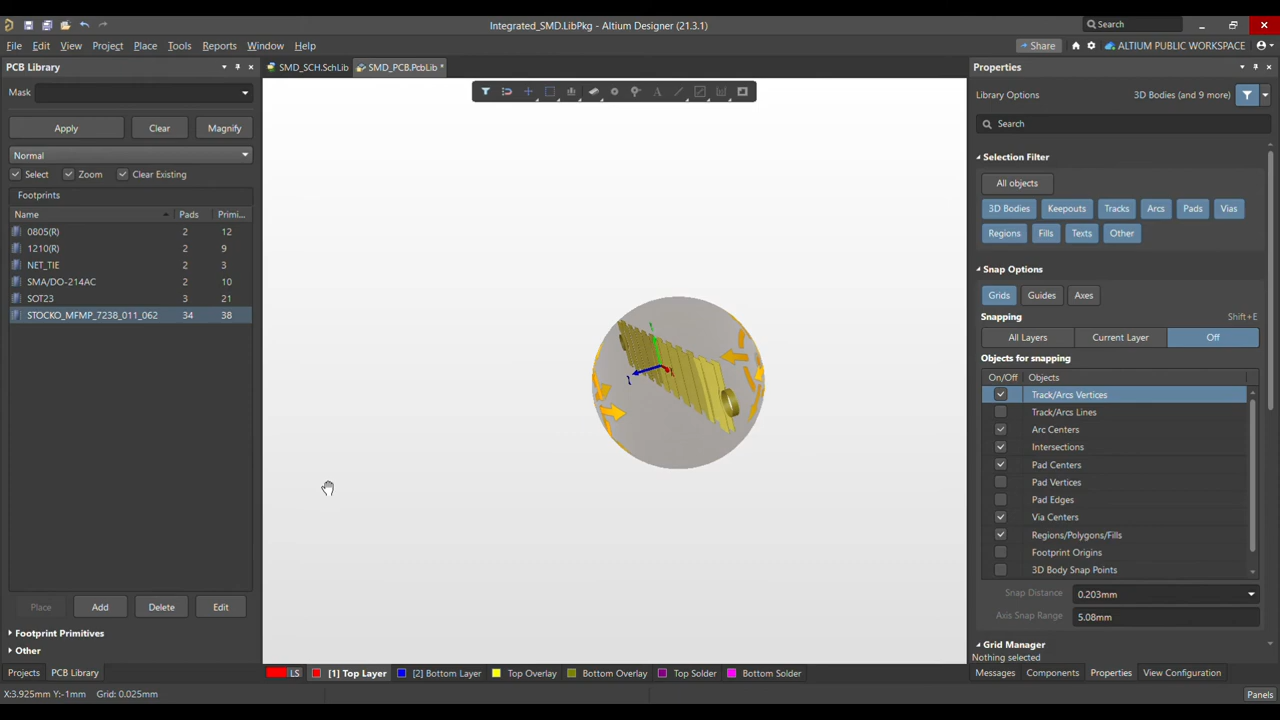 Integrated_SMD.LibPkg - Altium Designer (21.3.1)
Search
File Edit View Project Place Tools Reports Window Help
Share
ALTIUM PUBLIC WORKSPACE
PCB Library
SMD_SCH.SchLib
SMD_PCB.PcbLib *
Properties
Mask
Library Options
3D Bodies (and 9 more)
Apply Clear Magnify
Search
Normal
Select Zoom Clear Existing
Footprints
Name Pads Primi...
0805(R) 2 12
1210(R) 2 9
NET_TIE 2 3
SMA/DO-214AC 2 10
SOT23 3 21
STOCKO_MFMP_7238_011_062 34 38
Place Add Delete Edit
Footprint Primitives
Other
Projects PCB Library
Selection Filter
All objects
3D Bodies Keepouts Tracks Arcs Pads Vias
Regions Fills Texts Other
Snap Options
Grids Guides Axes
Snapping Shift+E
All Layers Current Layer Off
Objects for snapping
On/Off Objects
Track/Arcs Vertices
Track/Arcs Lines
Arc Centers
Intersections
Pad Centers
Pad Vertices
Pad Edges
Via Centers
Regions/Polygons/Fills
Footprint Origins
3D Body Snap Points
Snap Distance 0.203mm
Axis Snap Range 5.08mm
Grid Manager
Nothing selected
LS [1] Top Layer [2] Bottom Layer Top Overlay Bottom Overlay Top Solder Bottom Solder
Messages Components Properties View Configuration
X:3.925mm Y:-1mm Grid: 0.025mm
Panels